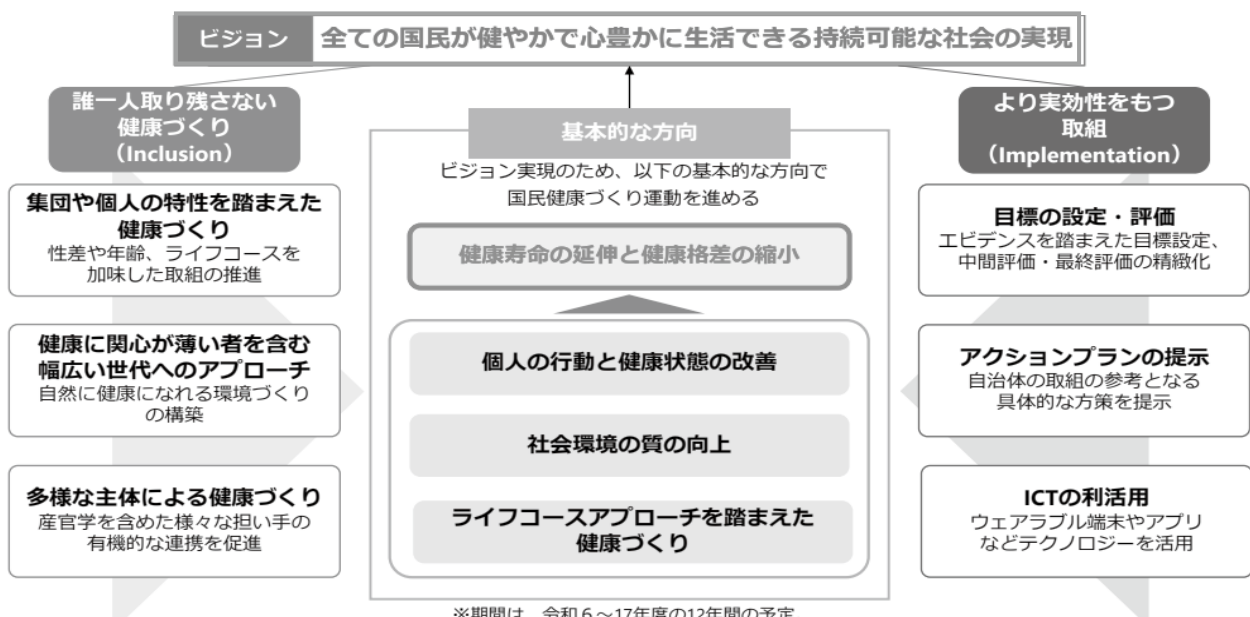 ビジョン 全ての国民が健やかで心豊かに生活できる持続可能な社会の実現
誰一人取り残さない
健康づくり
（Inclusion）
集団や個人の特性を踏まえた
健康づくり
性差や年齢、ライフコースを
加味した取組の推進
健康に関心が薄い者を含む
幅広い世代へのアプローチ
自然に健康になれる環境づくり
の構築
多様な主体による健康づくり
産官学を含めた様々な担い手の
有機的な連携を促進
基本的な方向
ビジョン実現のため、以下の基本的な方向で
国民健康づくり運動を進める
健康寿命の延伸と健康格差の縮小
個人の行動と健康状態の改善
社会環境の質の向上
ライフコースアプローチを踏まえた
健康づくり
※期間は、令和６～17年度の12年間の予定
より実効性をもつ
取組
（Implementation）
目標の設定・評価
エビデンスを踏まえた目標設定、
中間評価・最終評価の精緻化
アクションプランの提示
自治体の取組の参考となる
具体的な方策を提示
ICTの利活用
ウェアラブル端末やアプリ
などテクノロジーを活用